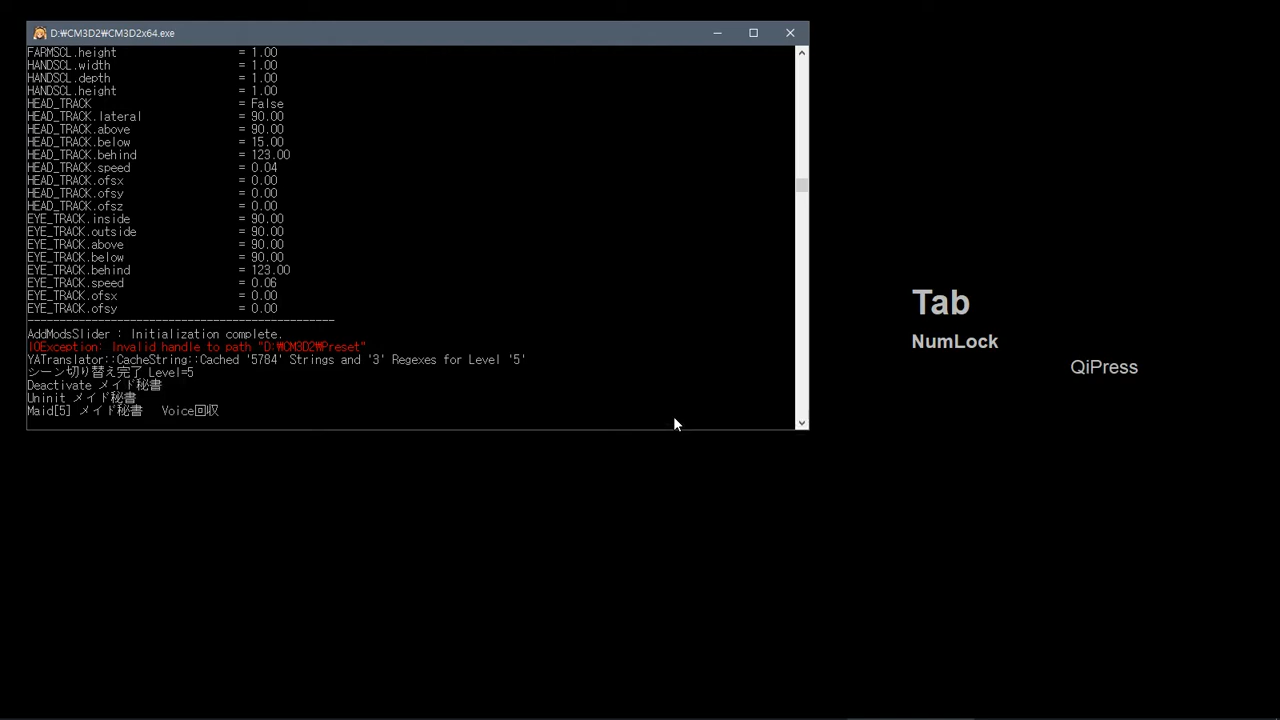 D:₩CM3D2₩CM3D2x64.exe
FARMSCL.height = 1.00
HANDSCL.width = 1.00
HANDSCL.depth = 1.00
HANDSCL.height = 1.00
HEAD_TRACK = False
HEAD_TRACK.lateral = 90.00
HEAD_TRACK.above = 90.00
HEAD_TRACK.below = 15.00
HEAD_TRACK.behind = 123.00
HEAD_TRACK.speed = 0.04
HEAD_TRACK.ofsx = 0.00
HEAD_TRACK.ofsy = 0.00
HEAD_TRACK.ofsz = 0.00
EYE_TRACK.inside = 90.00
EYE_TRACK.outside = 90.00
EYE_TRACK.above = 90.00
EYE_TRACK.below = 90.00
EYE_TRACK.behind = 123.00
EYE_TRACK.speed = 0.06
EYE_TRACK.ofsx = 0.00
EYE_TRACK.ofsy = 0.00
------------------------------------------------
AddModsSlider : Initialization complete.
IOException: Invalid handle to path "D:₩CM3D2₩Preset"
YATranslator::CacheString::Cached '5784' Strings and '3' Regexes for Level '5'
シーン切り替え完了 Level=5
Deactivate メイド秘書
Uninit メイド秘書
Maid[5] メイド秘書 Voice回収
Tab
NumLock
QiPress